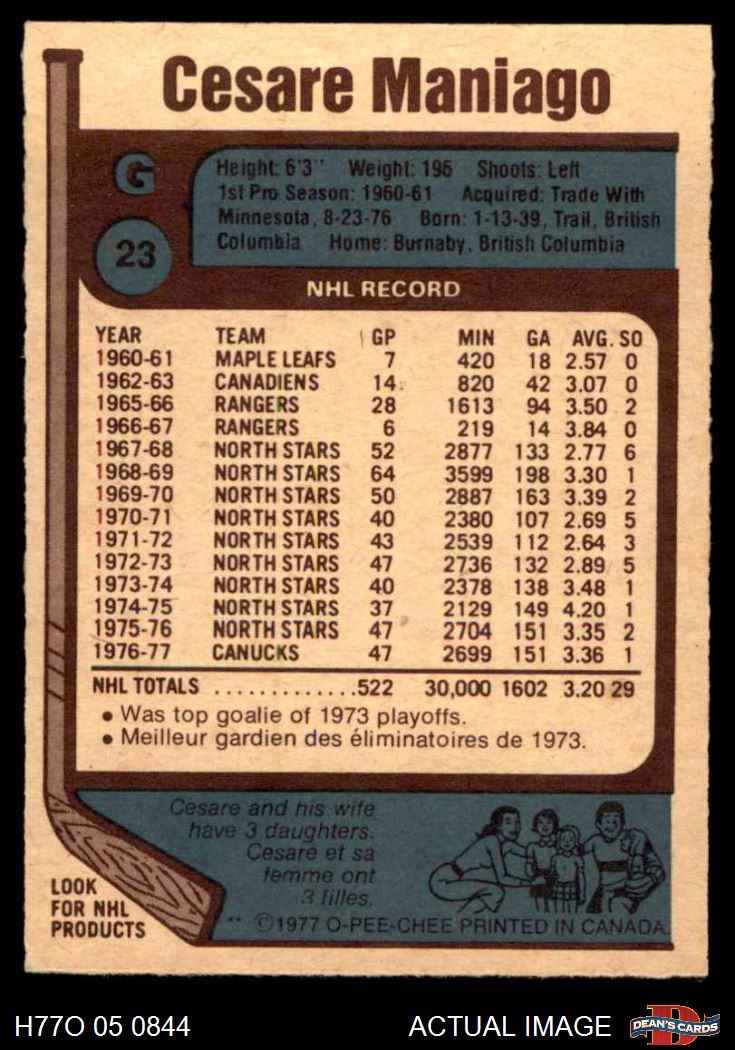 Cesare Maniago
G
Height: 6'3" Weight: 195 Shoots: Left
1st Pro Season: 1960-61 Acquired: Trade With
Minnesota, 8-23-76 Born: 1-13-39, Trail, British
Columbia Home: Burnaby, British Columbia
23
NHL RECORD
YEAR TEAM GP MIN GA AVG. SO
1960-61 MAPLE LEAFS 7 420 18 2.57 0
1962-63 CANADIENS 14 820 42 3.07 0
1965-66 RANGERS 28 1613 94 3.50 2
1966-67 RANGERS 6 219 14 3.84 0
1967-68 NORTH STARS 52 2877 133 2.77 6
1968-69 NORTH STARS 64 3599 198 3.30 1
1969-70 NORTH STARS 50 2887 163 3.39 2
1970-71 NORTH STARS 40 2380 107 2.69 5
1971-72 NORTH STARS 43 2539 112 2.64 3
1972-73 NORTH STARS 47 2736 132 2.89 5
1973-74 NORTH STARS 40 2378 138 3.48 1
1974-75 NORTH STARS 37 2129 149 4.20 1
1975-76 NORTH STARS 47 2704 151 3.35 2
1976-77 CANUCKS 47 2699 151 3.36 1
NHL TOTALS ............522 30,000 1602 3.20 29
• Was top goalie of 1973 playoffs.
• Meilleur gardien des éliminatoires de 1973.
Cesare and his wife
have 3 daughters.
Cesare et sa
femme ont
3 filles.
LOOK
FOR NHL
PRODUCTS
** ©1977 O-PEE-CHEE PRINTED IN CANADA.
H77O 05 0844 ACTUAL IMAGE
D
DEAN'S CARDS